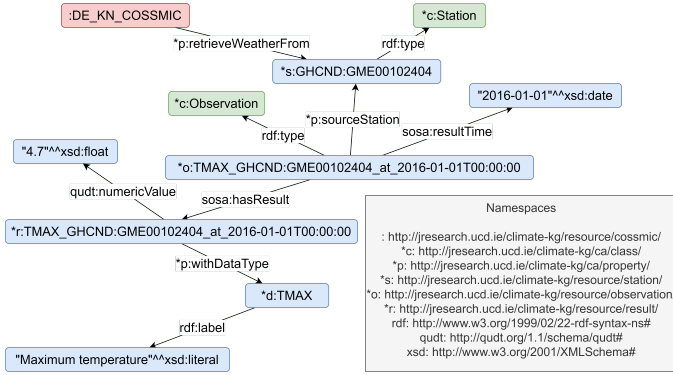 :DE_KN_COSSMIC
*c:Station
*p:retrieveWeatherFrom
rdf:type
*s:GHCND:GME00102404
*c:Observation
"2016-01-01"^^xsd:date
*p:sourceStation
rdf:type
sosa:resultTime
"4.7"^^xsd:float
*o:TMAX_GHCND:GME00102404_at_2016-01-01T00:00:00
qudt:numericValue
sosa:hasResult
*r:TMAX_GHCND:GME00102404_at_2016-01-01T00:00:00
*p:withDataType
*d:TMAX
rdf:label
"Maximum temperature"^^xsd:literal
Namespaces
: http://jresearch.ucd.ie/climate-kg/resource/cossmic/
*c: http://jresearch.ucd.ie/climate-kg/ca/class/
*p: http://jresearch.ucd.ie/climate-kg/ca/property/
*s: http://jresearch.ucd.ie/climate-kg/resource/station/
*o: http://jresearch.ucd.ie/climate-kg/resource/observation/
*r: http://jresearch.ucd.ie/climate-kg/resource/result/
rdf: http://www.w3.org/1999/02/22-rdf-syntax-ns#
qudt: http://qudt.org/1.1/schema/qudt#
xsd: http://www.w3.org/2001/XMLSchema#